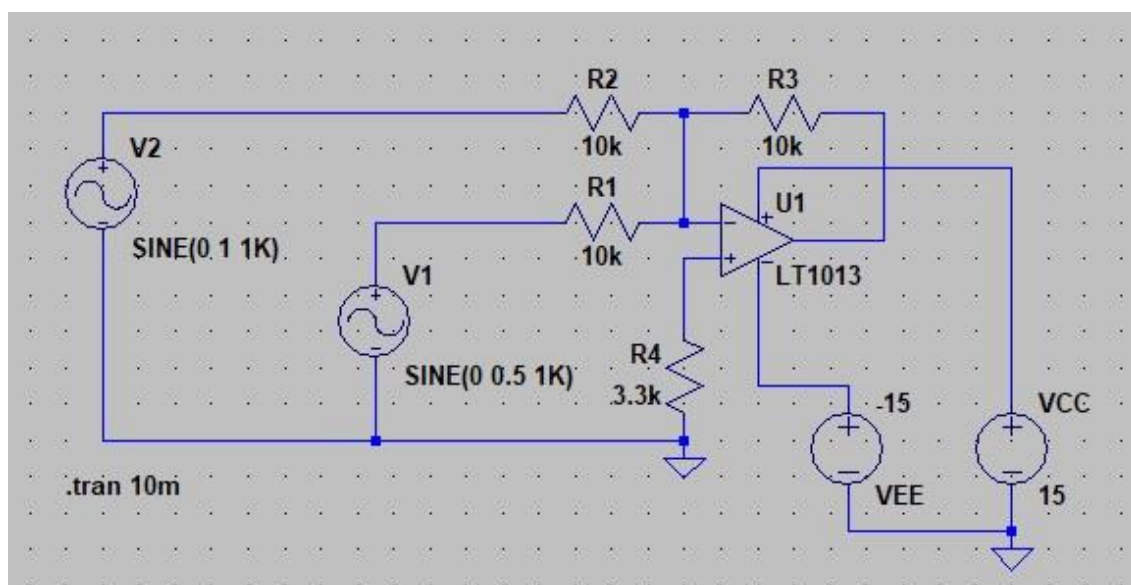 R2
R3
10k
10k
V2
R1
U1
SINE(0 1 1K)
10k
LT1013
V1
R4
SINE(0 0.5 1K)
3.3k
-15
VCC
.tran 10m
VEE
15